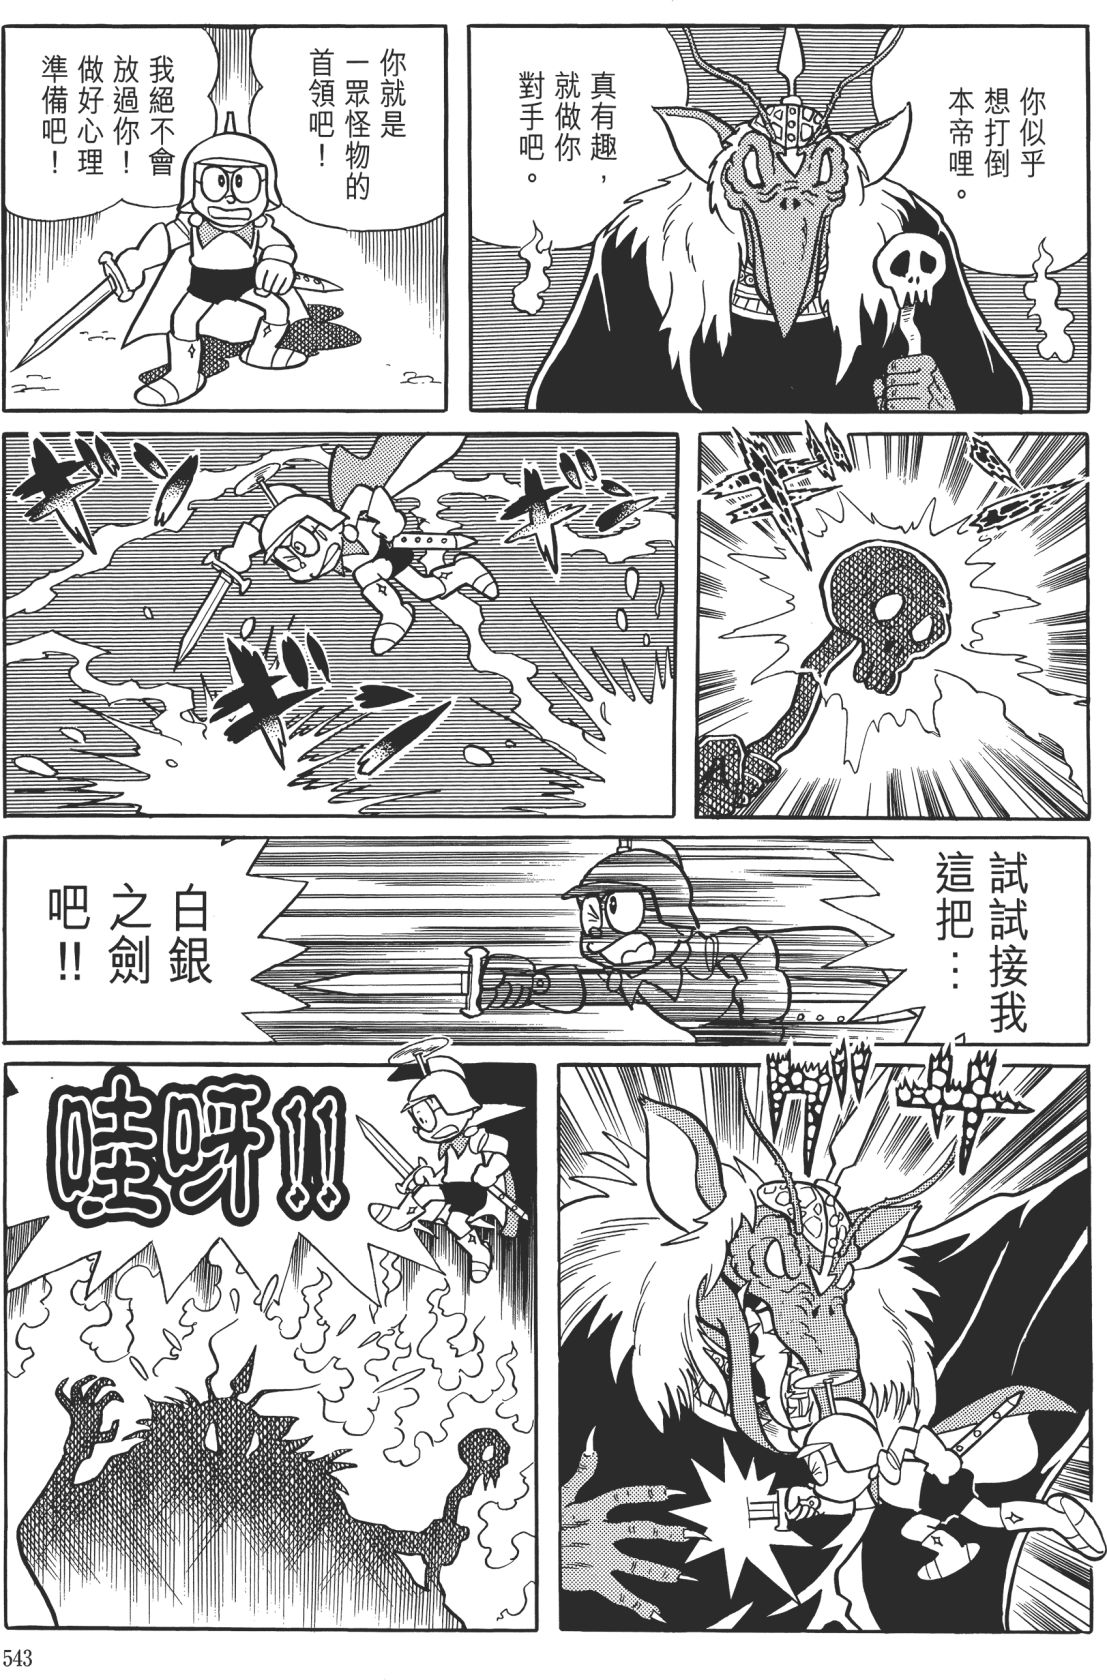 你似乎
想打倒
本帝哩。
真有趣，
就做你
對手吧。
你就是
一眾怪物的
首領吧！
我絕不會
放過你！
做好心理
準備吧！
試試接我
這把…
白銀
之劍
吧！！
哇呀！！
543